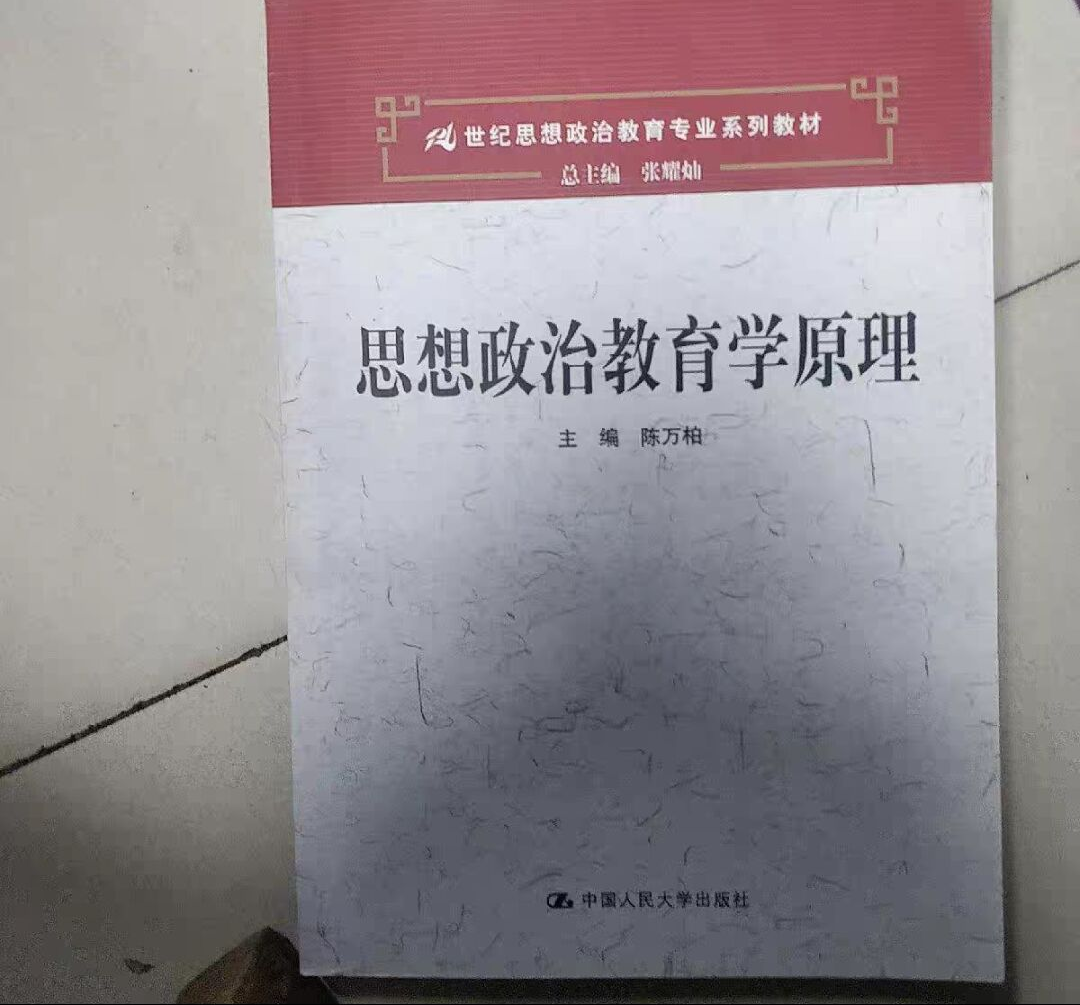 21世纪思想政治教育专业系列教材
总主编 张耀灿
思想政治教育学原理
主 编 陈万柏
中国人民大学出版社